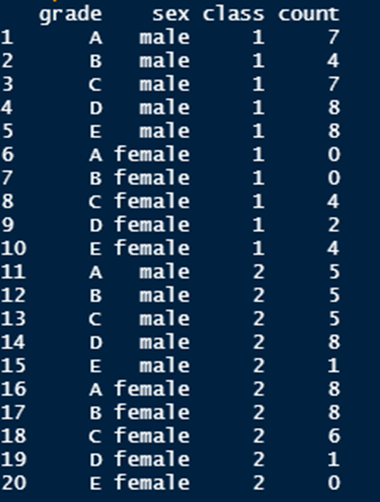 grade sex class count
1 A male 1 7
2 B male 1 4
3 C male 1 7
4 D male 1 8
5 E male 1 8
6 A female 1 0
7 B female 1 0
8 C female 1 4
9 D female 1 2
10 E female 1 4
11 A male 2 5
12 B male 2 5
13 C male 2 5
14 D male 2 8
15 E male 2 1
16 A female 2 8
17 B female 2 8
18 C female 2 6
19 D female 2 1
20 E female 2 0